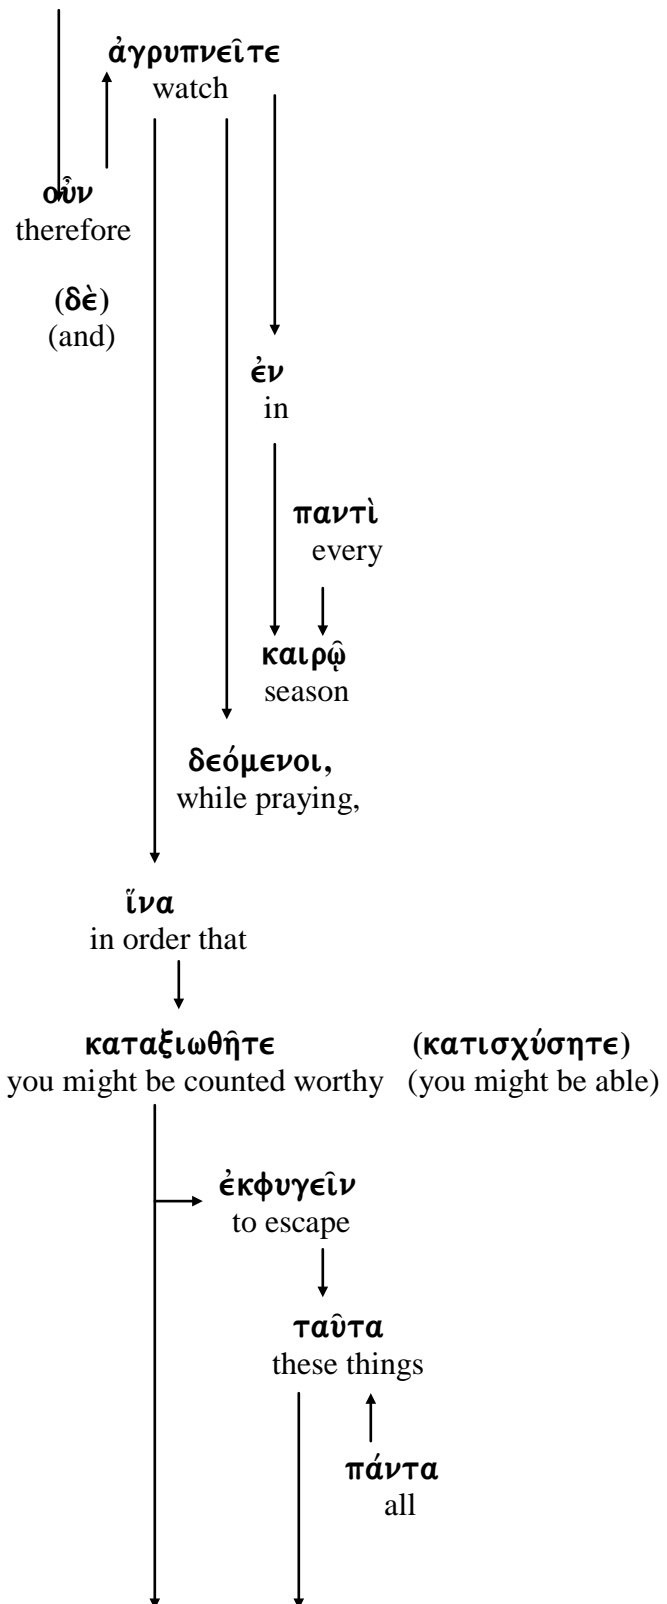 ἀγρυπνεῖτε
watch
οὖν
therefore
(δὲ)
(and)
ἐν
in
παντὶ
every
καιρῷ
season
δεόμενοι,
while praying,
ἵνα
in order that
καταξιωθῆτε (κατισχύσητε)
you might be counted worthy (you might be able)
ἐκφυγεῖν
to escape
ταῦτα
these things
πάντα
all